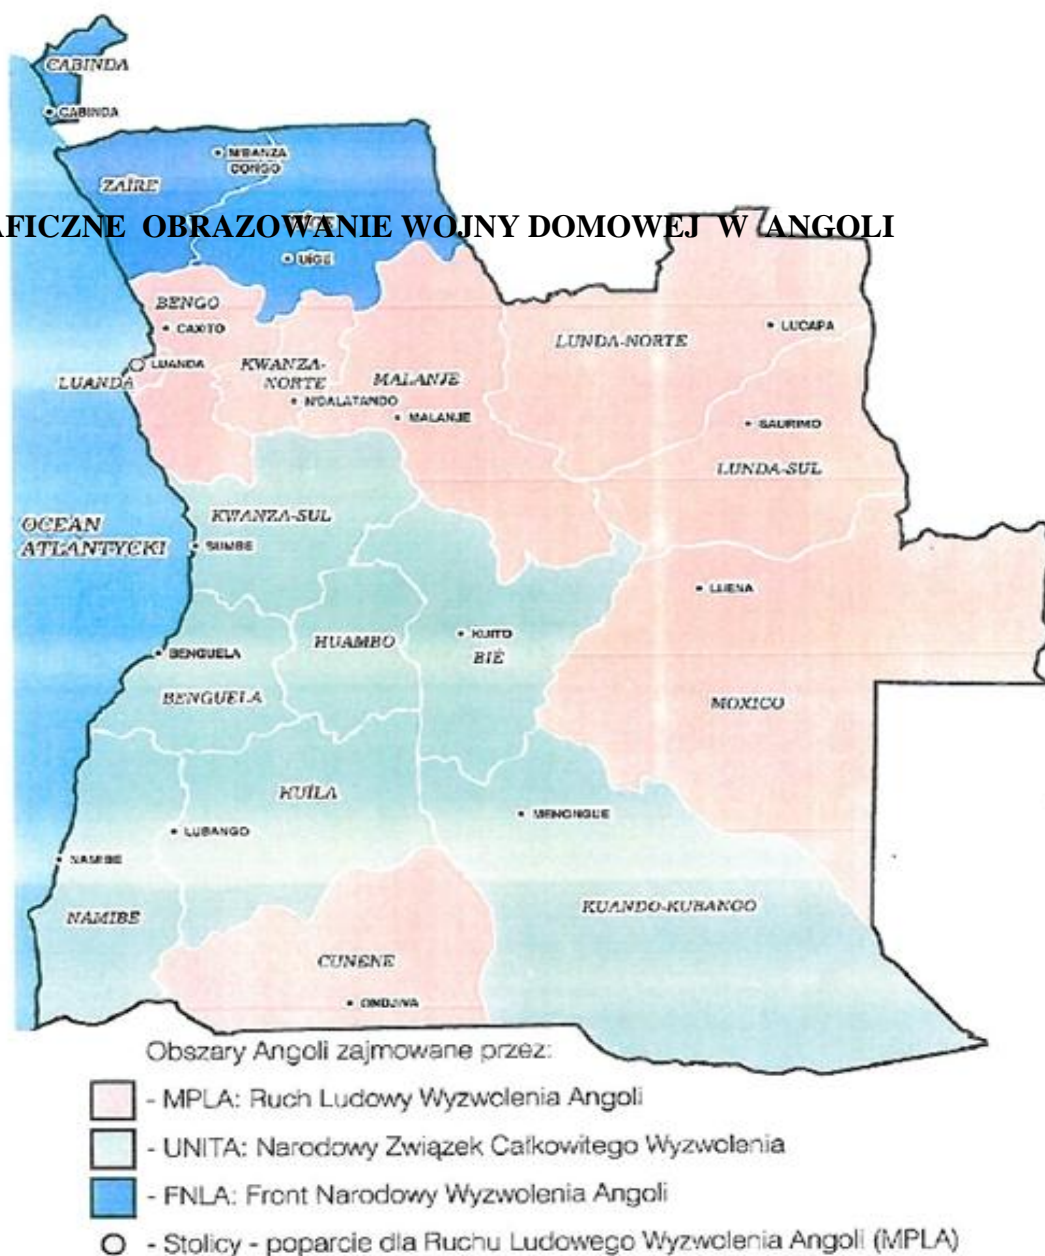 CABINDA
CABINDA
M'BANZA
CONGO
ZAÏRE
AFICZNE OBRAZOWANIE WOJNY DOMOWEJ W ANGOLI
UÍGE
BENGO
CAXITO
LUCAPA
LUNDA-NORTE
LUANDA
LUANDA
KWANZA-
NORTE
MALANJE
N'DALATANDO
MALANJE
SAURIMO
LUNDA-SUL
KWANZA-SUL
OCEAN
ATLANTYCKI
SUMBE
LUENA
HUAMBO
KUITO
BIÉ
BENGUELA
BENGUELA
MOXICO
HUÍLA
MENONGUE
LUBANGO
NAMIBE
NAMIBE
KUANDO-KUBANGO
CUNENE
ONDJIVA
Obszary Angoli zajmowane przez:
- MPLA: Ruch Ludowy Wyzwolenia Angoli
- UNITA: Narodowy Związek Całkowitego Wyzwolenia
- FNLA: Front Narodowy Wyzwolenia Angoli
- Stolicy - poparcie dla Ruchu Ludowego Wyzwolenia Angoli (MPLA)